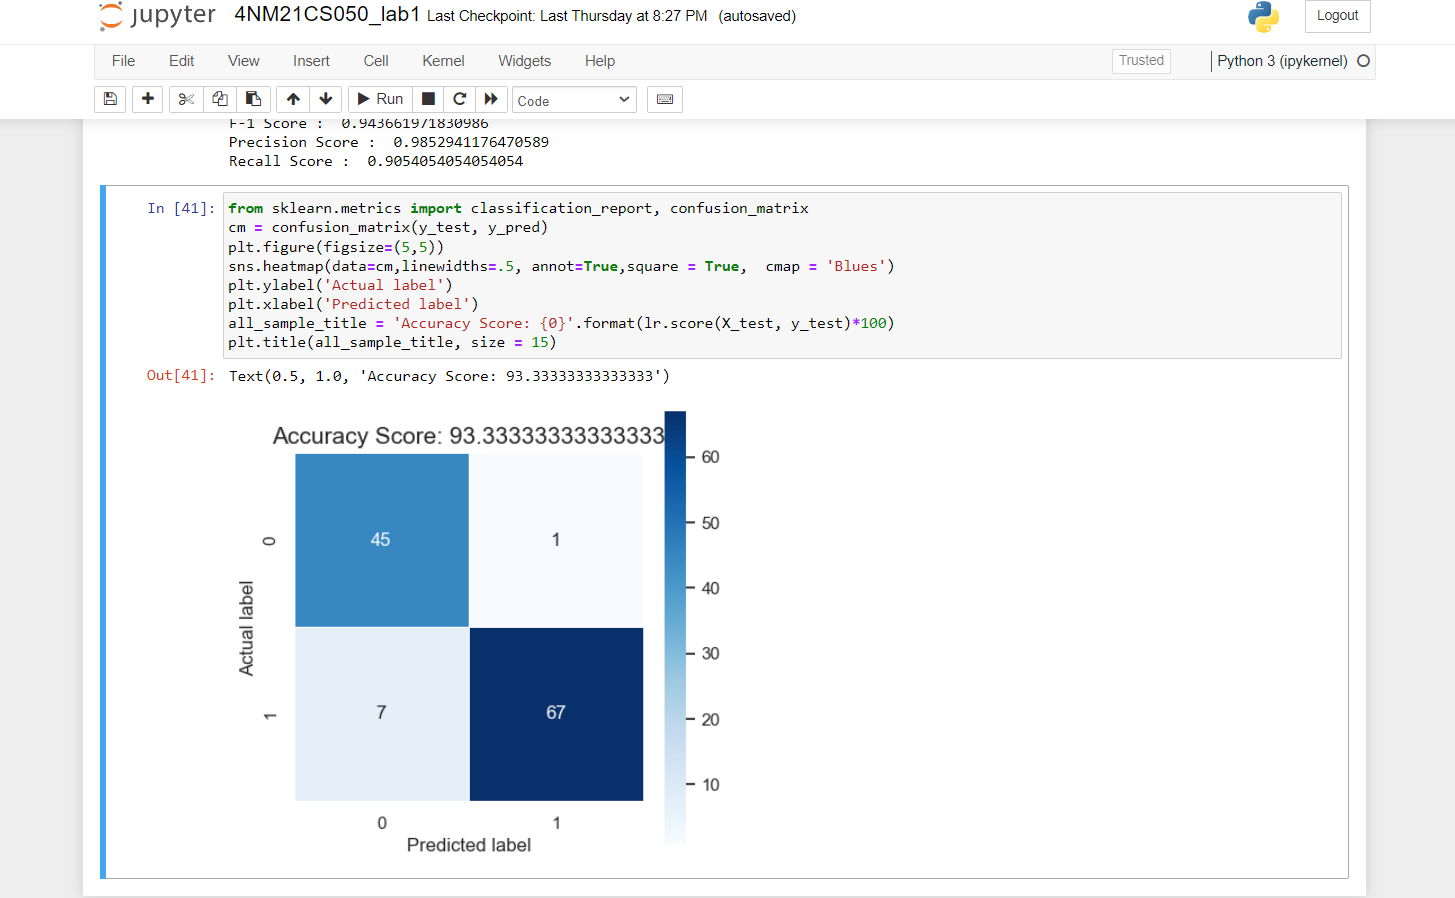 jupyter 4NM21CS050_lab1 Last Checkpoint: Last Thursday at 8:27 PM (autosaved)
Logout
File Edit View Insert Cell Kernel Widgets Help
Trusted
Python 3 (ipykernel)
Run
Code
F-1 Score :  0.943661971830986
Precision Score :  0.9852941176470589
Recall Score :  0.9054054054054054
In [41]:
from sklearn.metrics import classification_report, confusion_matrix
cm = confusion_matrix(y_test, y_pred)
plt.figure(figsize=(5,5))
sns.heatmap(data=cm,linewidths=.5, annot=True,square = True,  cmap = 'Blues')
plt.ylabel('Actual label')
plt.xlabel('Predicted label')
all_sample_title = 'Accuracy Score: {0}'.format(lr.score(X_test, y_test)*100)
plt.title(all_sample_title, size = 15)
Out[41]: Text(0.5, 1.0, 'Accuracy Score: 93.33333333333333')
Accuracy Score: 93.33333333333333
60
50
40
30
20
10
0
45
1
Actual label
1
7
67
0
1
Predicted label